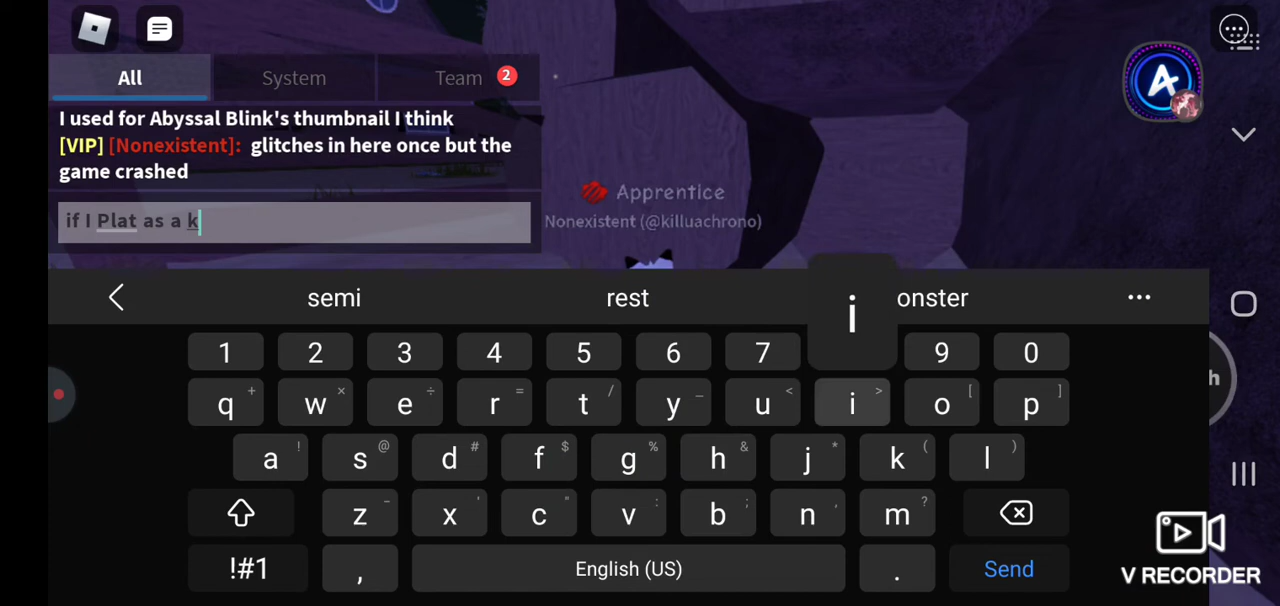 All System Team 2
I used for Abyssal Blink's thumbnail I think
[VIP] [Nonexistent]: glitches in here once but the
game crashed
if I Plat as a k
Apprentice
Nonexistent (@killuachrono)
semi rest onster
i
1 2 3 4 5 6 7 9 0
q + w × e ÷ r = t / y _ u < i > o [ p ]
a ! s @ d # f $ g % h & j * k ( l )
z - x ' c " v : b ; n , m ?
!#1 , English (US) . Send
h
V RECORDER